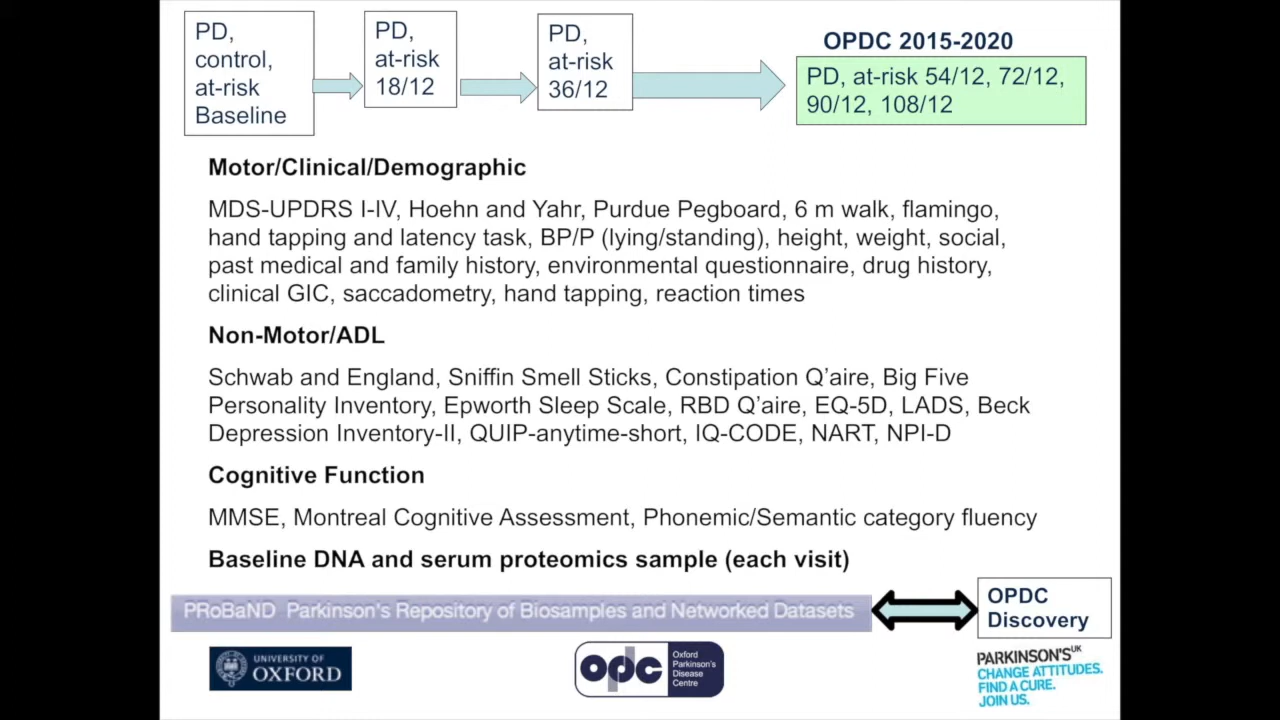 PD,
control,
at-risk
Baseline
PD,
at-risk
18/12
PD,
at-risk
36/12
OPDC 2015-2020
PD, at-risk 54/12, 72/12,
90/12, 108/12
Motor/Clinical/Demographic
MDS-UPDRS I-IV, Hoehn and Yahr, Purdue Pegboard, 6 m walk, flamingo,
hand tapping and latency task, BP/P (lying/standing), height, weight, social,
past medical and family history, environmental questionnaire, drug history,
clinical GIC, saccadometry, hand tapping, reaction times
Non-Motor/ADL
Schwab and England, Sniffin Smell Sticks, Constipation Q’aire, Big Five
Personality Inventory, Epworth Sleep Scale, RBD Q’aire, EQ-5D, LADS, Beck
Depression Inventory-II, QUIP-anytime-short, IQ-CODE, NART, NPI-D
Cognitive Function
MMSE, Montreal Cognitive Assessment, Phonemic/Semantic category fluency
Baseline DNA and serum proteomics sample (each visit)
PRoBaND Parkinson's Repository of Biosamples and Networked Datasets
OPDC
Discovery
UNIVERSITY OF
OXFORD
opdc
Oxford
Parkinson's
Disease
Centre
PARKINSON'S UK
CHANGE ATTITUDES.
FIND A CURE.
JOIN US.